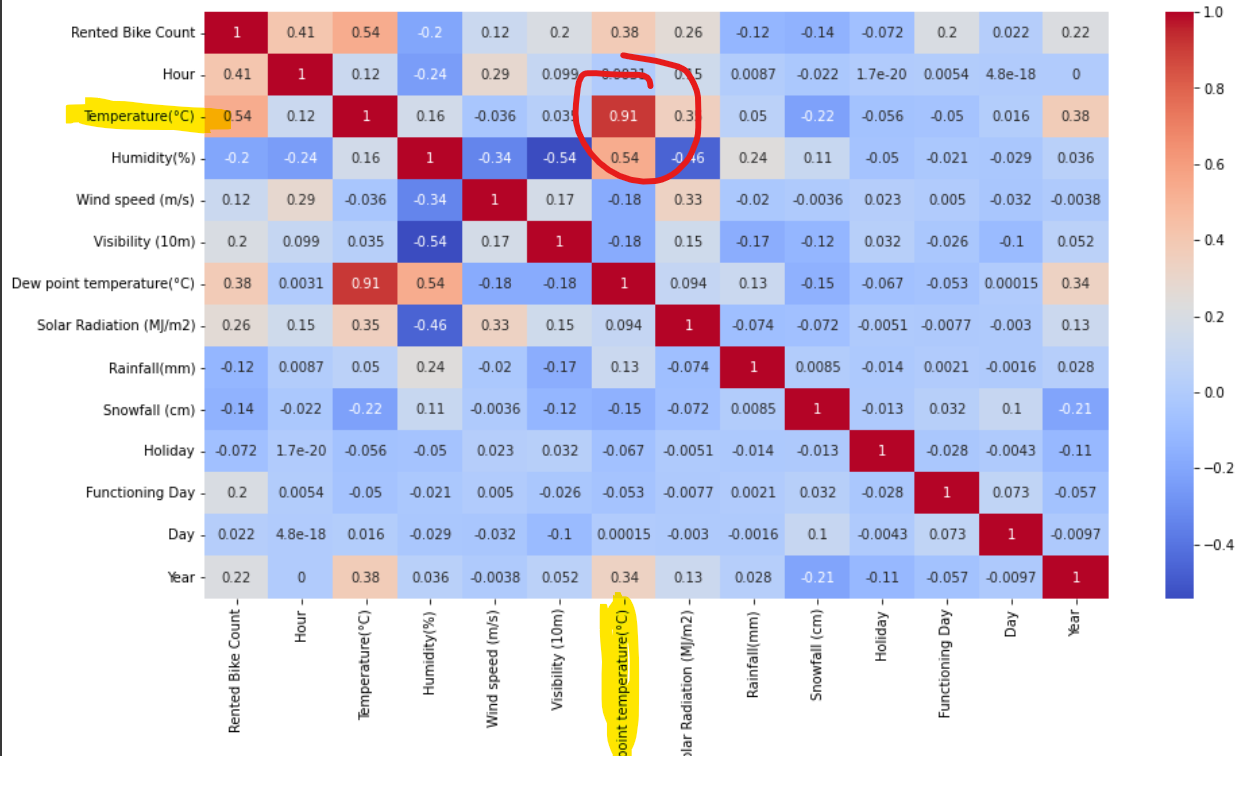 Rented Bike Count 1 0.41 0.54 -0.2 0.12 0.2 0.38 0.26 -0.12 -0.14 -0.072 0.2 0.022 0.22
Hour 0.41 1 0.12 -0.24 0.29 0.099 0.0031 0.15 0.0087 -0.022 1.7e-20 0.0054 4.8e-18 0
Temperature(°C) 0.54 0.12 1 0.16 -0.036 0.035 0.91 0.35 0.05 -0.22 -0.056 -0.05 0.016 0.38
Humidity(%) -0.2 -0.24 0.16 1 -0.34 -0.54 0.54 -0.46 0.24 0.11 -0.05 -0.021 -0.029 0.036
Wind speed (m/s) 0.12 0.29 -0.036 -0.34 1 0.17 -0.18 0.33 -0.02 -0.0036 0.023 0.005 -0.032 -0.0038
Visibility (10m) 0.2 0.099 0.035 -0.54 0.17 1 -0.18 0.15 -0.17 -0.12 0.032 -0.026 -0.1 0.052
Dew point temperature(°C) 0.38 0.0031 0.91 0.54 -0.18 -0.18 1 0.094 0.13 -0.15 -0.067 -0.053 0.00015 0.34
Solar Radiation (MJ/m2) 0.26 0.15 0.35 -0.46 0.33 0.15 0.094 1 -0.074 -0.072 -0.0051 -0.0077 -0.003 0.13
Rainfall(mm) -0.12 0.0087 0.05 0.24 -0.02 -0.17 0.13 -0.074 1 0.0085 -0.014 0.0021 -0.0016 0.028
Snowfall (cm) -0.14 -0.022 -0.22 0.11 -0.0036 -0.12 -0.15 -0.072 0.0085 1 -0.013 0.032 0.1 -0.21
Holiday -0.072 1.7e-20 -0.056 -0.05 0.023 0.032 -0.067 -0.0051 -0.014 -0.013 1 -0.028 -0.0043 -0.11
Functioning Day 0.2 0.0054 -0.05 -0.021 0.005 -0.026 -0.053 -0.0077 0.0021 0.032 -0.028 1 0.073 -0.057
Day 0.022 4.8e-18 0.016 -0.029 -0.032 -0.1 0.00015 -0.003 -0.0016 0.1 -0.0043 0.073 1 -0.0097
Year 0.22 0 0.38 0.036 -0.0038 0.052 0.34 0.13 0.028 -0.21 -0.11 -0.057 -0.0097 1
Rented Bike Count
Hour
Temperature(°C)
Humidity(%)
Wind speed (m/s)
Visibility (10m)
point temperature(°C)
olar Radiation (MJ/m2)
Rainfall(mm)
Snowfall (cm)
Holiday
Functioning Day
Day
Year
1.0
0.8
0.6
0.4
0.2
0.0
−0.2
−0.4